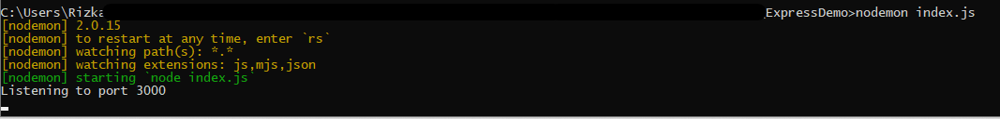 C:\Users\Rizka ExpressDemo>nodemon index.js
[nodemon] 2.0.15
[nodemon] to restart at any time, enter `rs`
[nodemon] watching path(s): *.*
[nodemon] watching extensions: js,mjs,json
[nodemon] starting `node index.js`
Listening to port 3000